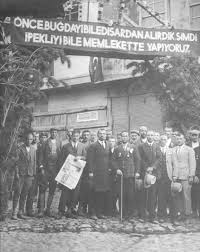 ÖNCE BUĞDAYI BİLE DIŞARDAN ALIRDIK ŞİMDİ
İPEKLİYİ BİLE MEMLEKETTE YAPIYORUZ.